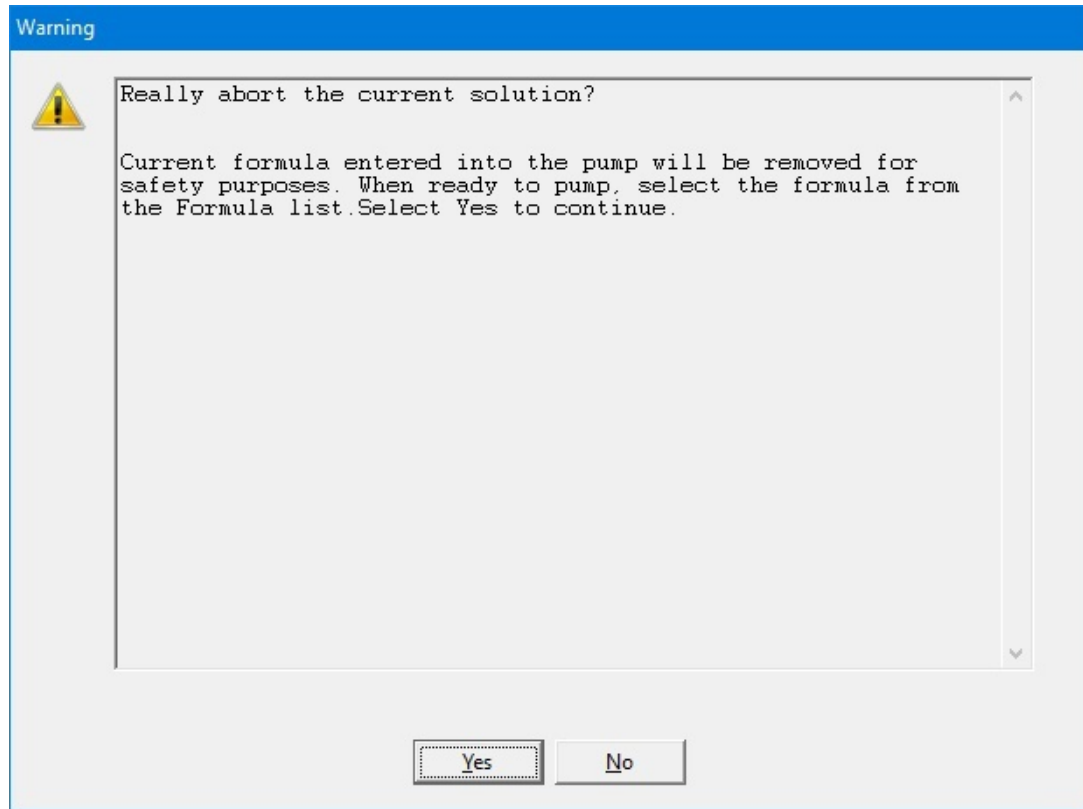 Warning
Really abort the current solution?
Current formula entered into the pump will be removed for
safety purposes. When ready to pump, select the formula from
the Formula list.Select Yes to continue.
Yes
No